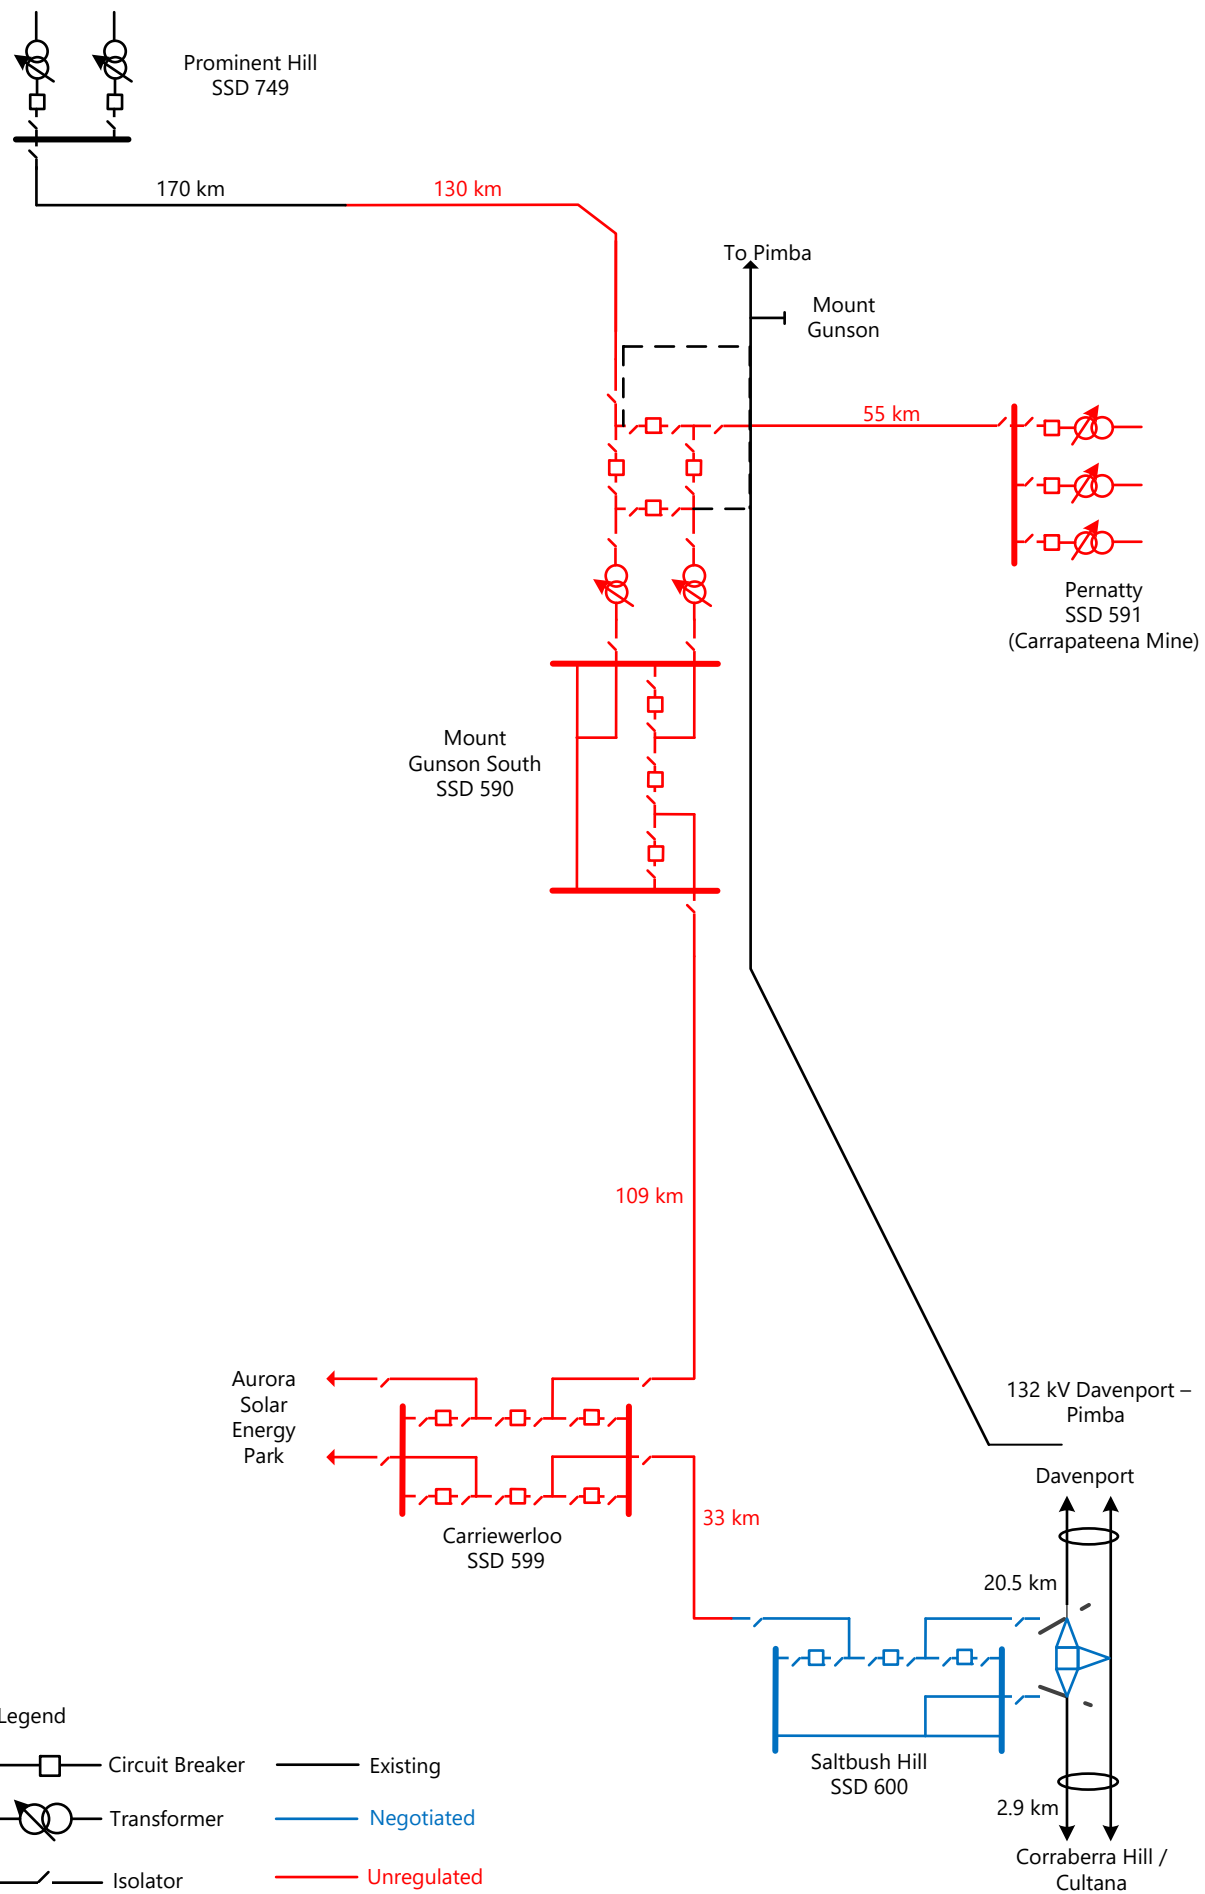 Prominent Hill
SSD 749
170 km
130 km
To Pimba
Mount
Gunson
55 km
Pernatty
SSD 591
(Carrapateena Mine)
Mount
Gunson South
SSD 590
109 km
Aurora
Solar
Energy
Park
132 kV Davenport –
Pimba
Davenport
Carriewerloo
SSD 599
33 km
20.5 km
Saltbush Hill
SSD 600
2.9 km
Corraberra Hill /
Cultana
Legend
Circuit Breaker
Existing
Transformer
Negotiated
Isolator
Unregulated